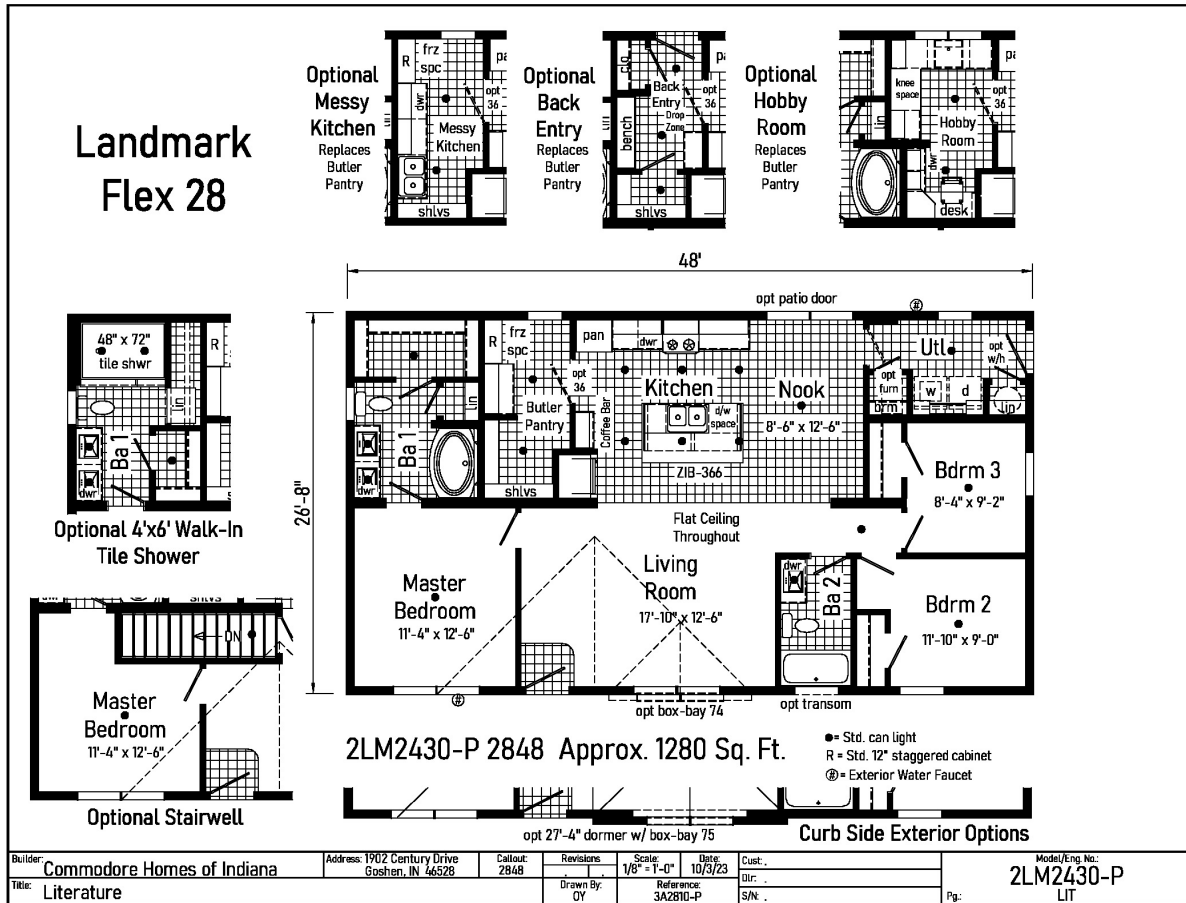 Landmark
Flex 28
Optional
Messy
Kitchen
Replaces
Butler
Pantry
R
frz
spc
dwr
Messy
Kitchen
opt
36
shlvs
Optional
Back
Entry
Replaces
Butler
Pantry
clo
Back
Entry
Drop
Zone
bench
opt
36
shlvs
Optional
Hobby
Room
Replaces
Butler
Pantry
knee
space
lin
Hobby
Room
dwr
desk
opt
36
48'
26'-8"
opt patio door
#
R
frz
spc
pan
dwr
opt
36
Kitchen
Nook
8'-6" x 12'-6"
Utl
opt
w/h
opt
furn
w
d
brm
lin
lin
Butler
Pantry
Coffee Bar
d/w
space
ZIB-366
Ba 1
dwr
shlvs
Bdrm 3
8'-4" x 9'-2"
Flat Ceiling
Throughout
Living
Room
17'-10" x 12'-6"
Master
Bedroom
11'-4" x 12'-6"
dwr
Ba 2
Bdrm 2
11'-10" x 9'-0"
#
opt box-bay 74
opt transom
48" x 72"
tile shwr
R
lin
Ba 1
dwr
Optional 4'x6' Walk-In
Tile Shower
shlvs
DN
Master
Bedroom
11'-4" x 12'-6"
Optional Stairwell
2LM2430-P 2848 Approx. 1280 Sq. Ft.
●= Std. can light
R = Std. 12" staggered cabinet
#= Exterior Water Faucet
opt 27'-4" dormer w/ box-bay 75
Curb Side Exterior Options
Builder: Commodore Homes of Indiana
Address: 1902 Century Drive
Goshen, IN 46528
Callout:
2848
Revisions
Scale:
1/8" = 1'-0"
Date:
10/3/23
Cust: .
Dlr: .
S/N: .
Model/Eng. No.:
2LM2430-P
Title: Literature
Drawn By:
OY
Reference:
3A2810-P
Pg.: LIT